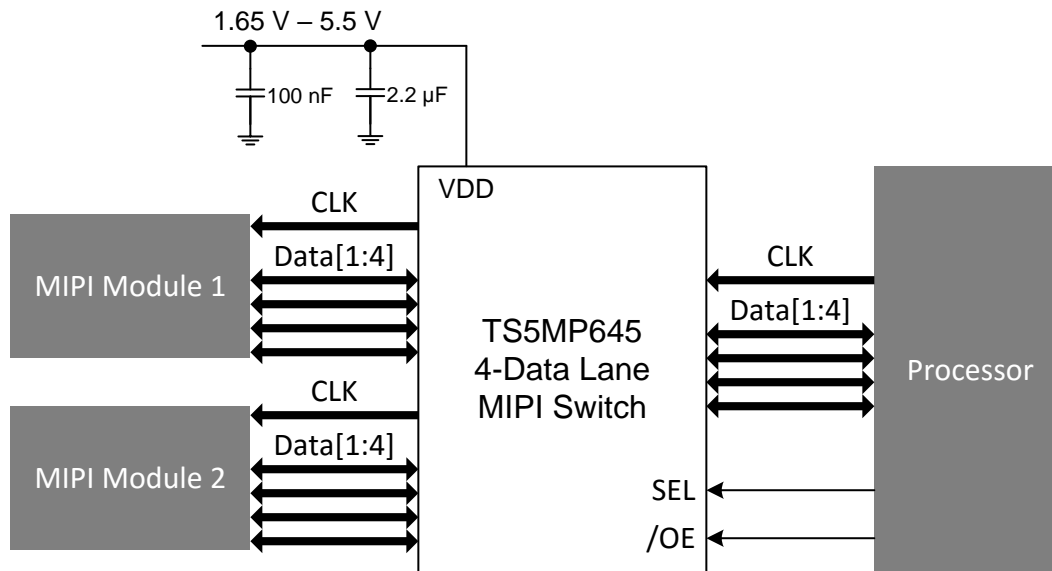 1.65 V – 5.5 V
100 nF
2.2 µF
VDD
CLK
Data[1:4]
MIPI Module 1
CLK
Data[1:4]
MIPI Module 2
TS5MP645
4-Data Lane
MIPI Switch
CLK
Data[1:4]
Processor
SEL
/OE